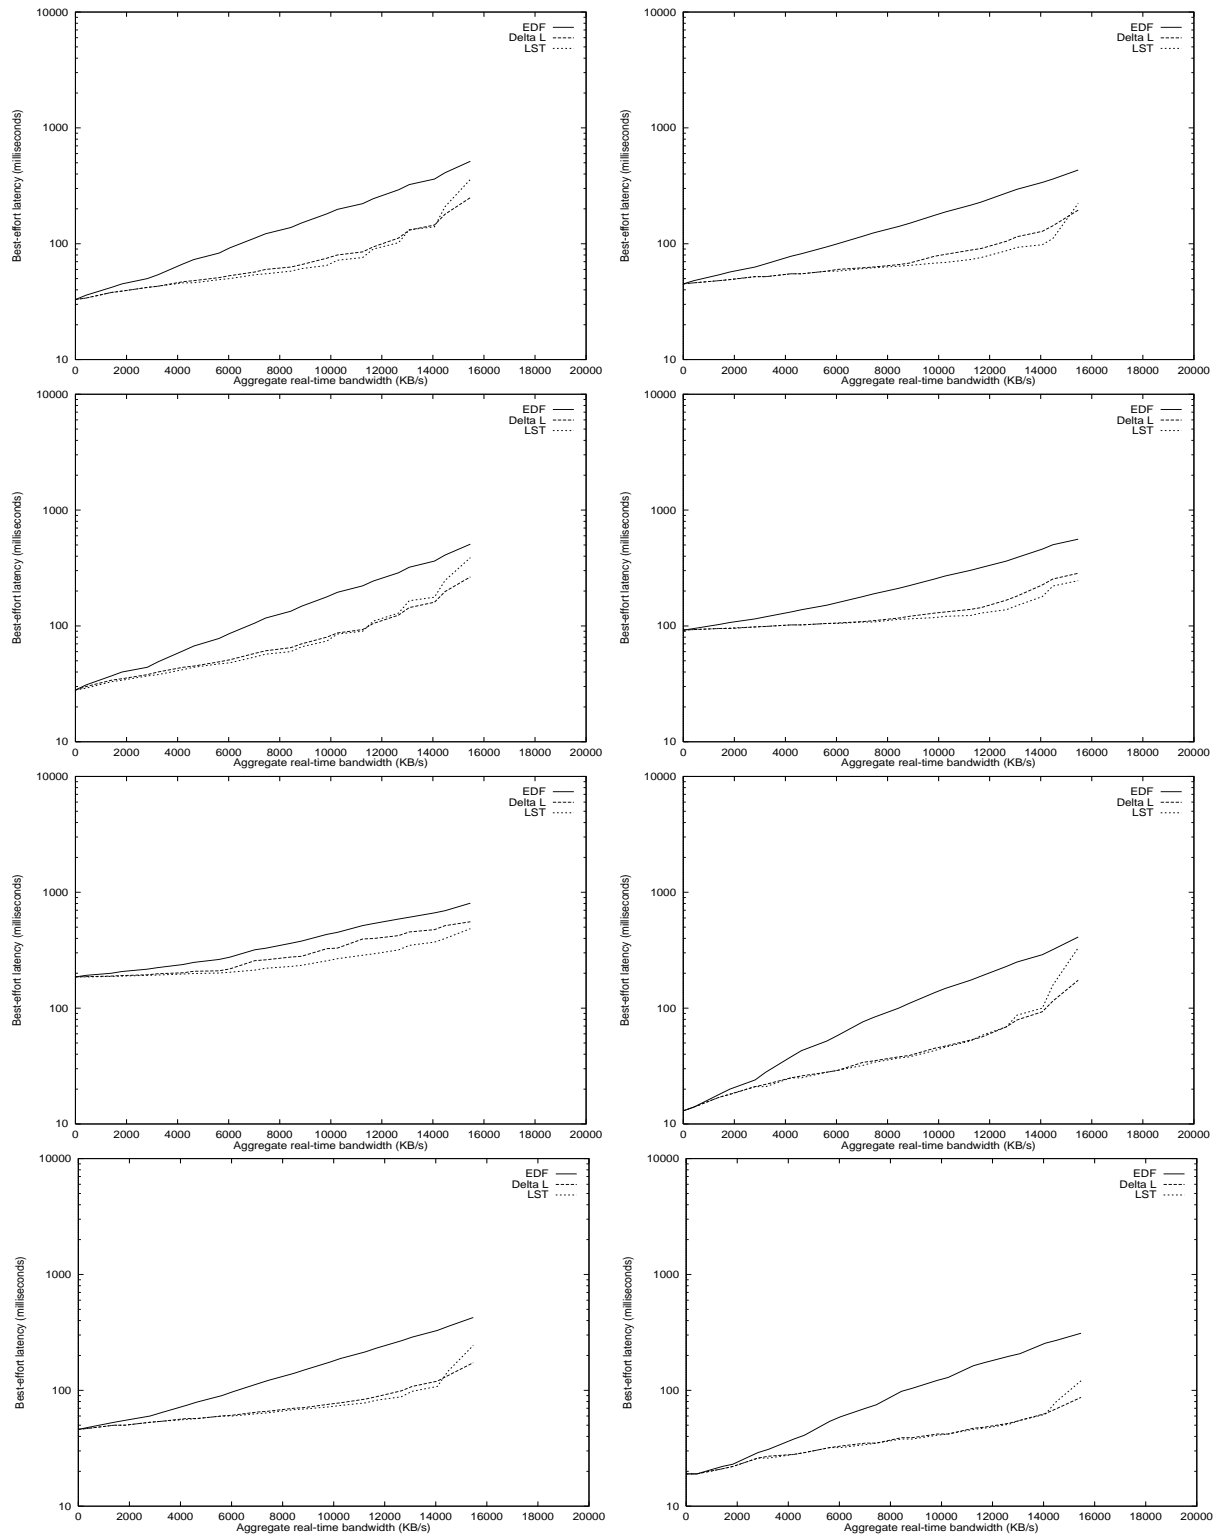 10000
1000
100
10
Best-effort latency (milliseconds)
EDF
Delta L
LST
0 2000 4000 6000 8000 10000 12000 14000 16000 18000 20000
Aggregate real-time bandwidth (KB/s)
10000
1000
100
10
Best-effort latency (milliseconds)
EDF
Delta L
LST
0 2000 4000 6000 8000 10000 12000 14000 16000 18000 20000
Aggregate real-time bandwidth (KB/s)
10000
1000
100
10
Best-effort latency (milliseconds)
EDF
Delta L
LST
0 2000 4000 6000 8000 10000 12000 14000 16000 18000 20000
Aggregate real-time bandwidth (KB/s)
10000
1000
100
10
Best-effort latency (milliseconds)
EDF
Delta L
LST
0 2000 4000 6000 8000 10000 12000 14000 16000 18000 20000
Aggregate real-time bandwidth (KB/s)
10000
1000
100
10
Best-effort latency (milliseconds)
EDF
Delta L
LST
0 2000 4000 6000 8000 10000 12000 14000 16000 18000 20000
Aggregate real-time bandwidth (KB/s)
10000
1000
100
10
Best-effort latency (milliseconds)
EDF
Delta L
LST
0 2000 4000 6000 8000 10000 12000 14000 16000 18000 20000
Aggregate real-time bandwidth (KB/s)
10000
1000
100
10
Best-effort latency (milliseconds)
EDF
Delta L
LST
0 2000 4000 6000 8000 10000 12000 14000 16000 18000 20000
Aggregate real-time bandwidth (KB/s)
10000
1000
100
10
Best-effort latency (milliseconds)
EDF
Delta L
LST
0 2000 4000 6000 8000 10000 12000 14000 16000 18000 20000
Aggregate real-time bandwidth (KB/s)